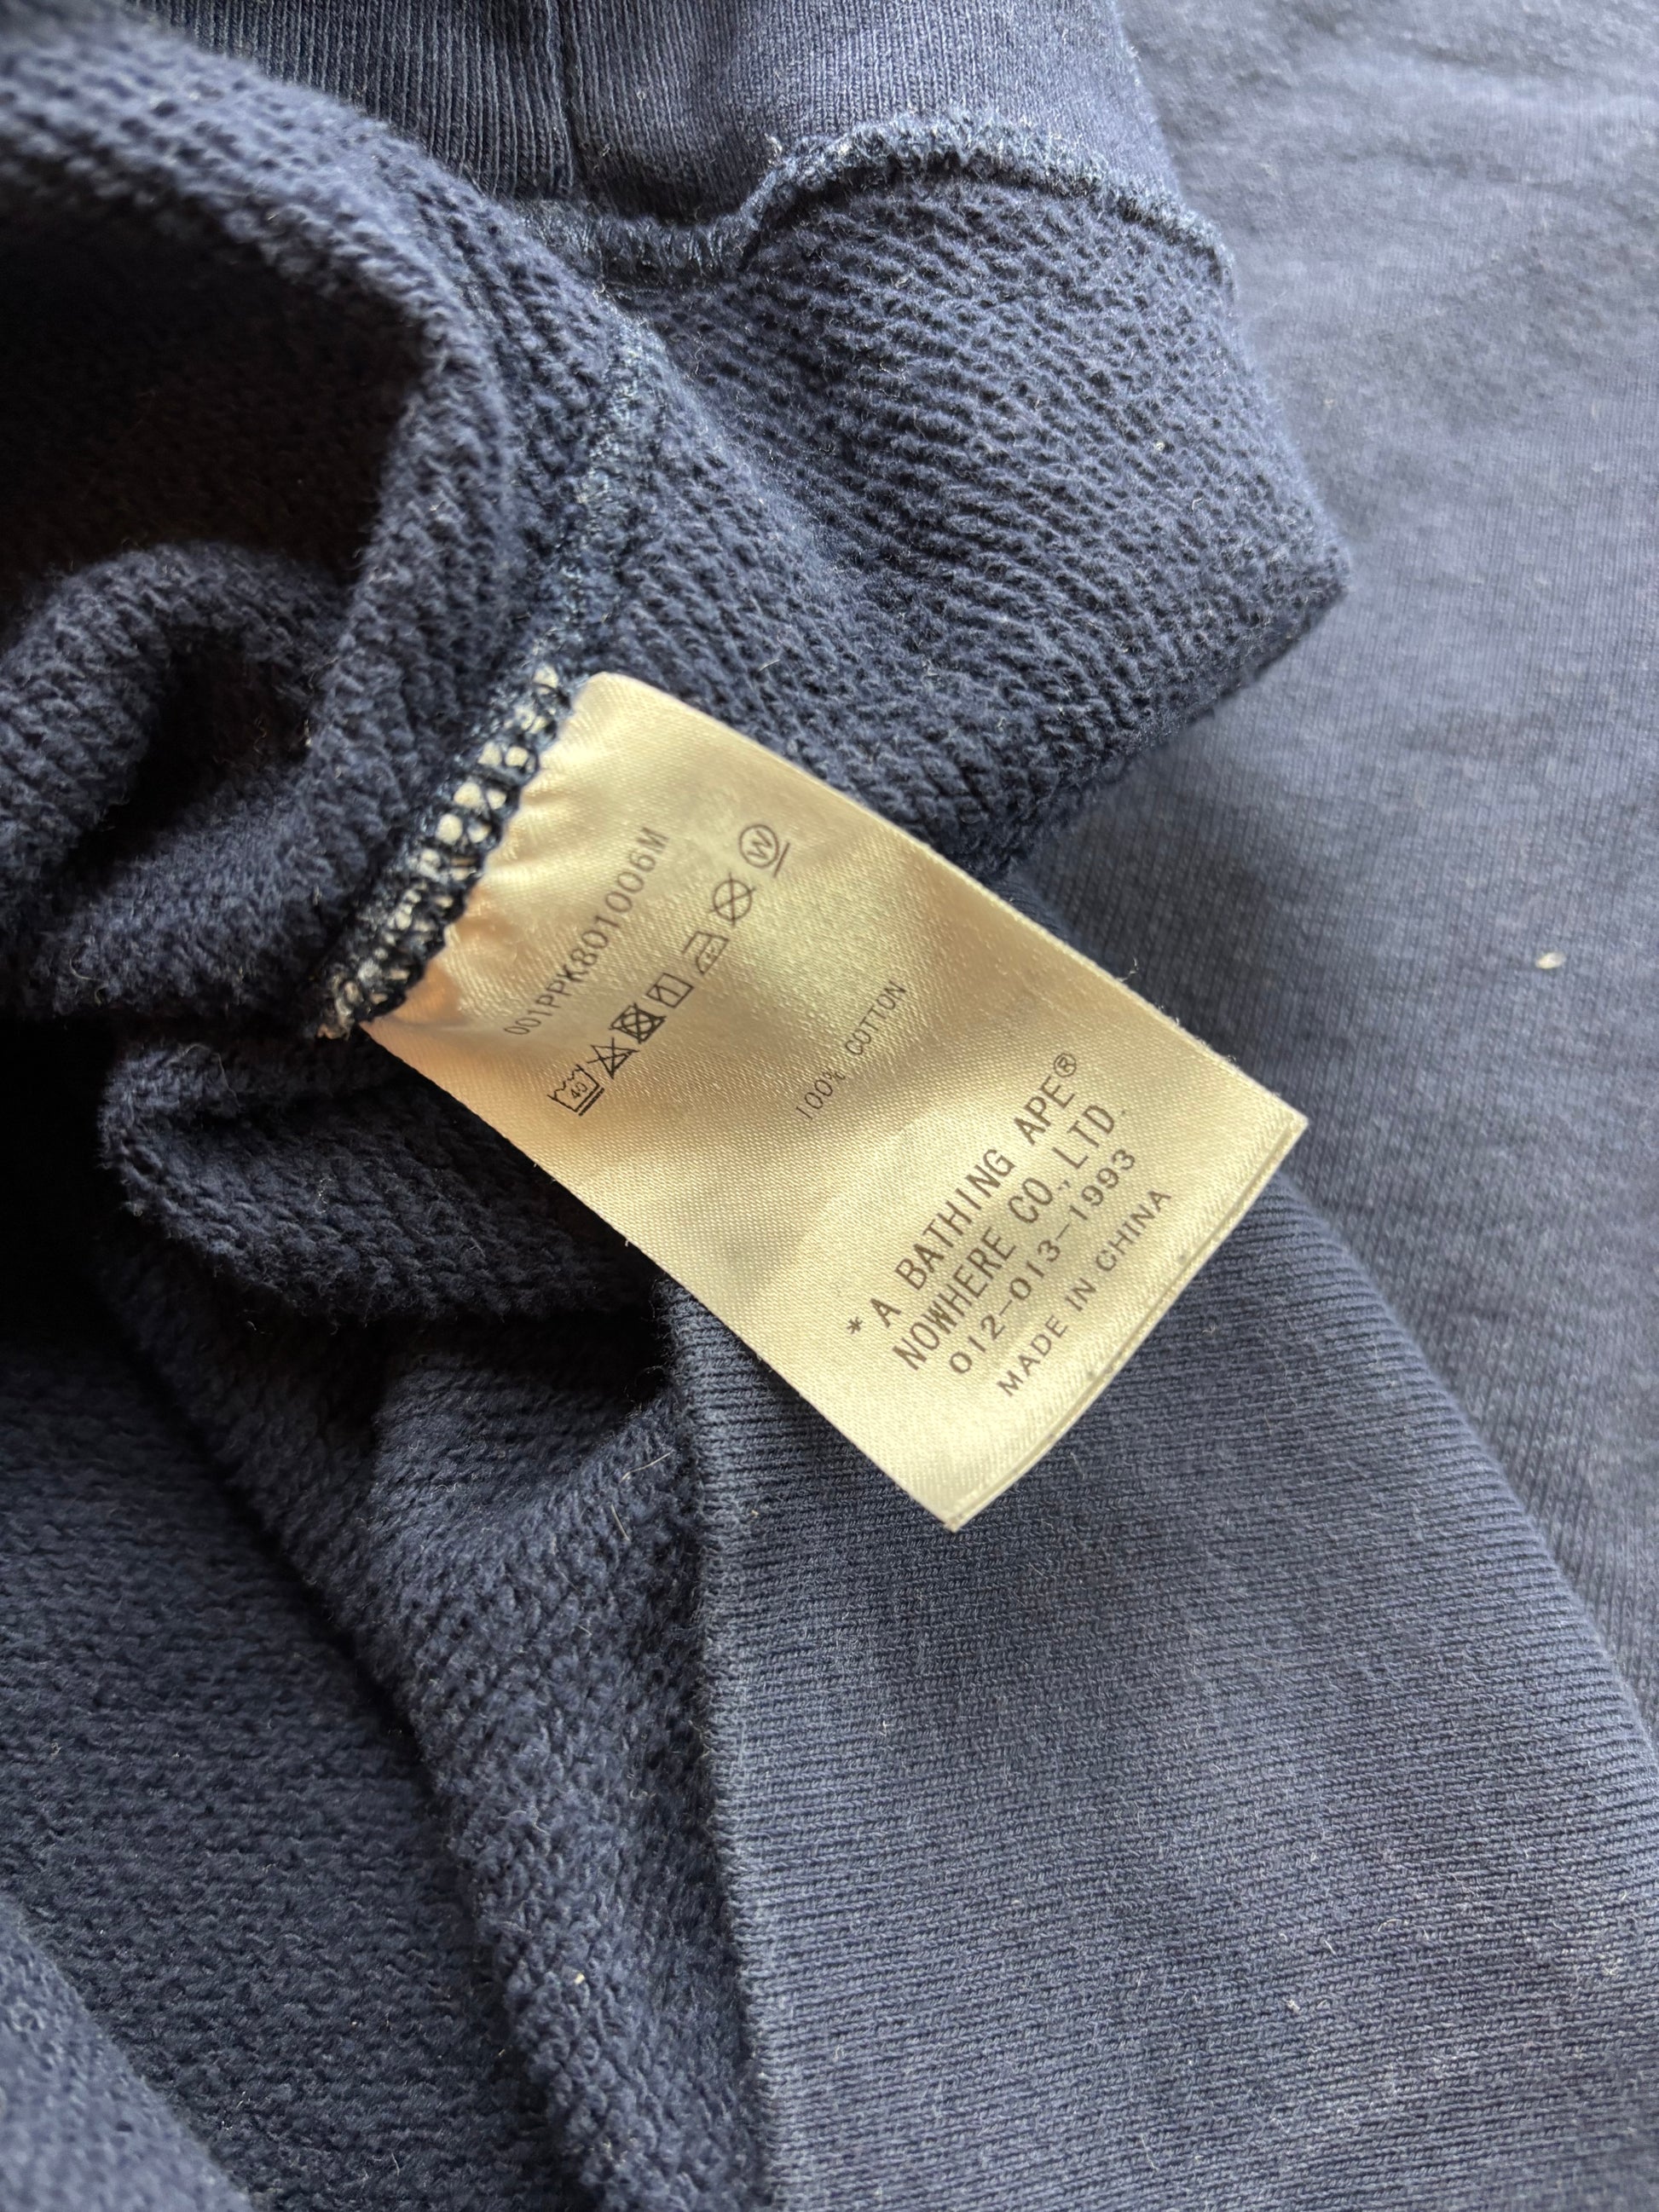 001PPK801006M
40
W
100% COTTON
*A BATHING APE®
NOWHERE CO.,LTD.
012-013-1993
MADE IN CHINA